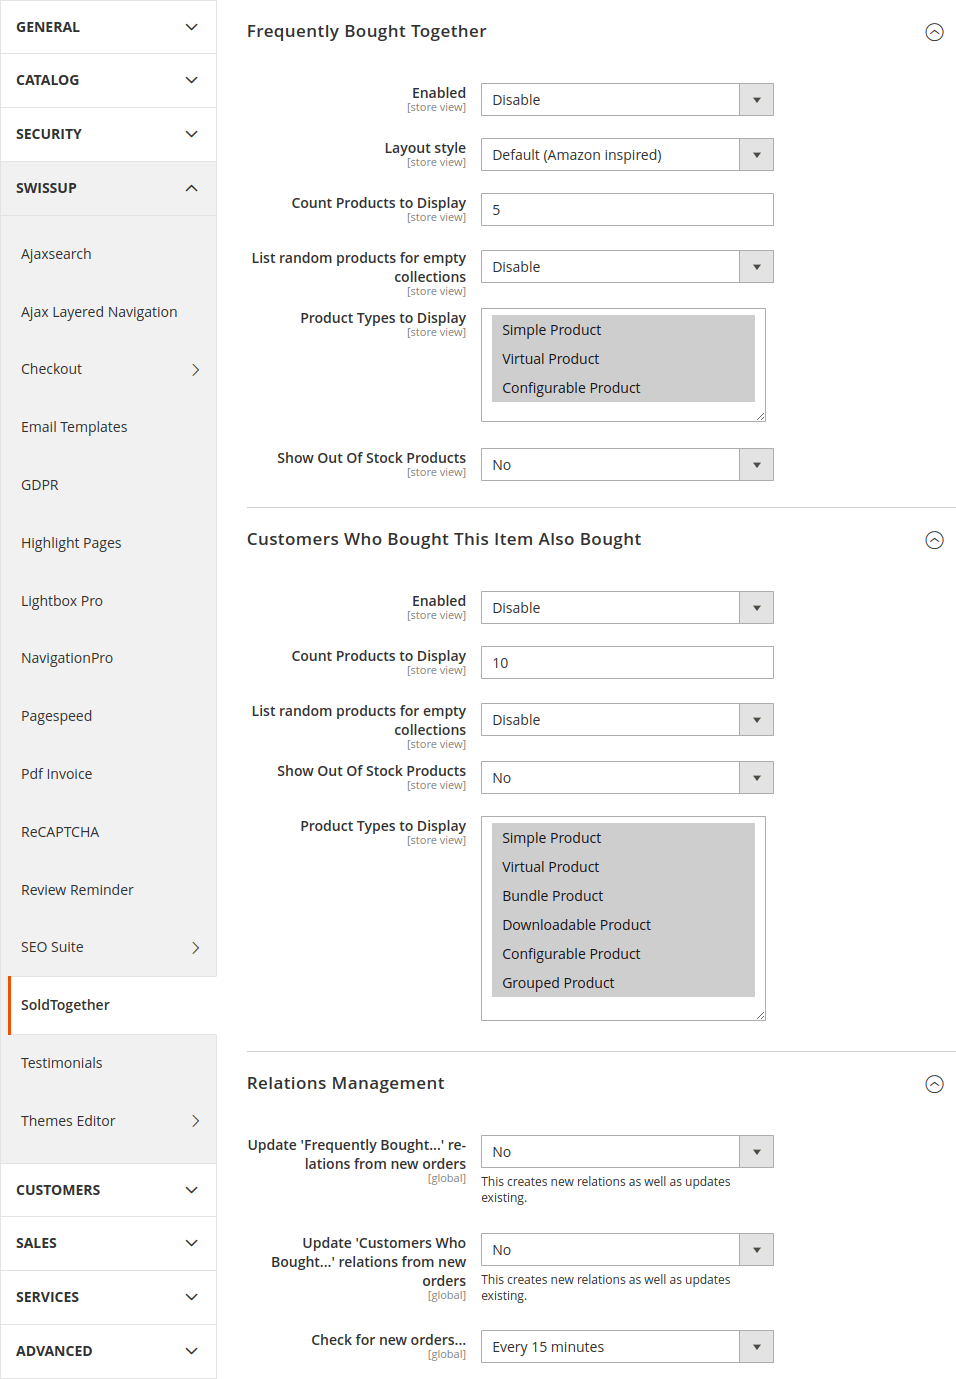 GENERAL
CATALOG
SECURITY
SWISSUP
Ajaxsearch
Ajax Layered Navigation
Checkout
Email Templates
GDPR
Highlight Pages
Lightbox Pro
NavigationPro
Pagespeed
Pdf Invoice
ReCAPTCHA
Review Reminder
SEO Suite
SoldTogether
Testimonials
Themes Editor
CUSTOMERS
SALES
SERVICES
ADVANCED
Frequently Bought Together
Enabled
[store view]
Disable
Layout style
[store view]
Default (Amazon inspired)
Count Products to Display
[store view]
5
List random products for empty
collections
[store view]
Disable
Product Types to Display
[store view]
Simple Product
Virtual Product
Configurable Product
Show Out Of Stock Products
[store view]
No
Customers Who Bought This Item Also Bought
Enabled
[store view]
Disable
Count Products to Display
[store view]
10
List random products for empty
collections
[store view]
Disable
Show Out Of Stock Products
[store view]
No
Product Types to Display
[store view]
Simple Product
Virtual Product
Bundle Product
Downloadable Product
Configurable Product
Grouped Product
Relations Management
Update 'Frequently Bought...' re-
lations from new orders
[global]
No
This creates new relations as well as updates
existing.
Update 'Customers Who
Bought...' relations from new
orders
[global]
No
This creates new relations as well as updates
existing.
Check for new orders...
[global]
Every 15 minutes